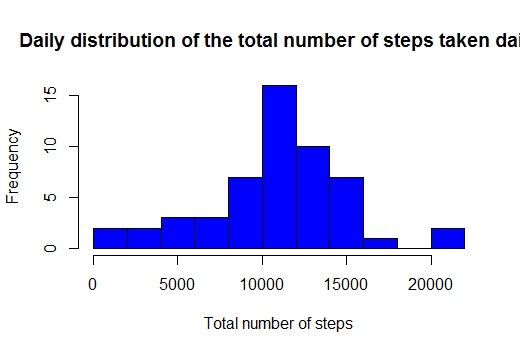 Daily distribution of the total number of steps taken dai
Frequency
15
10
5
0
0 5000 10000 15000 20000
Total number of steps